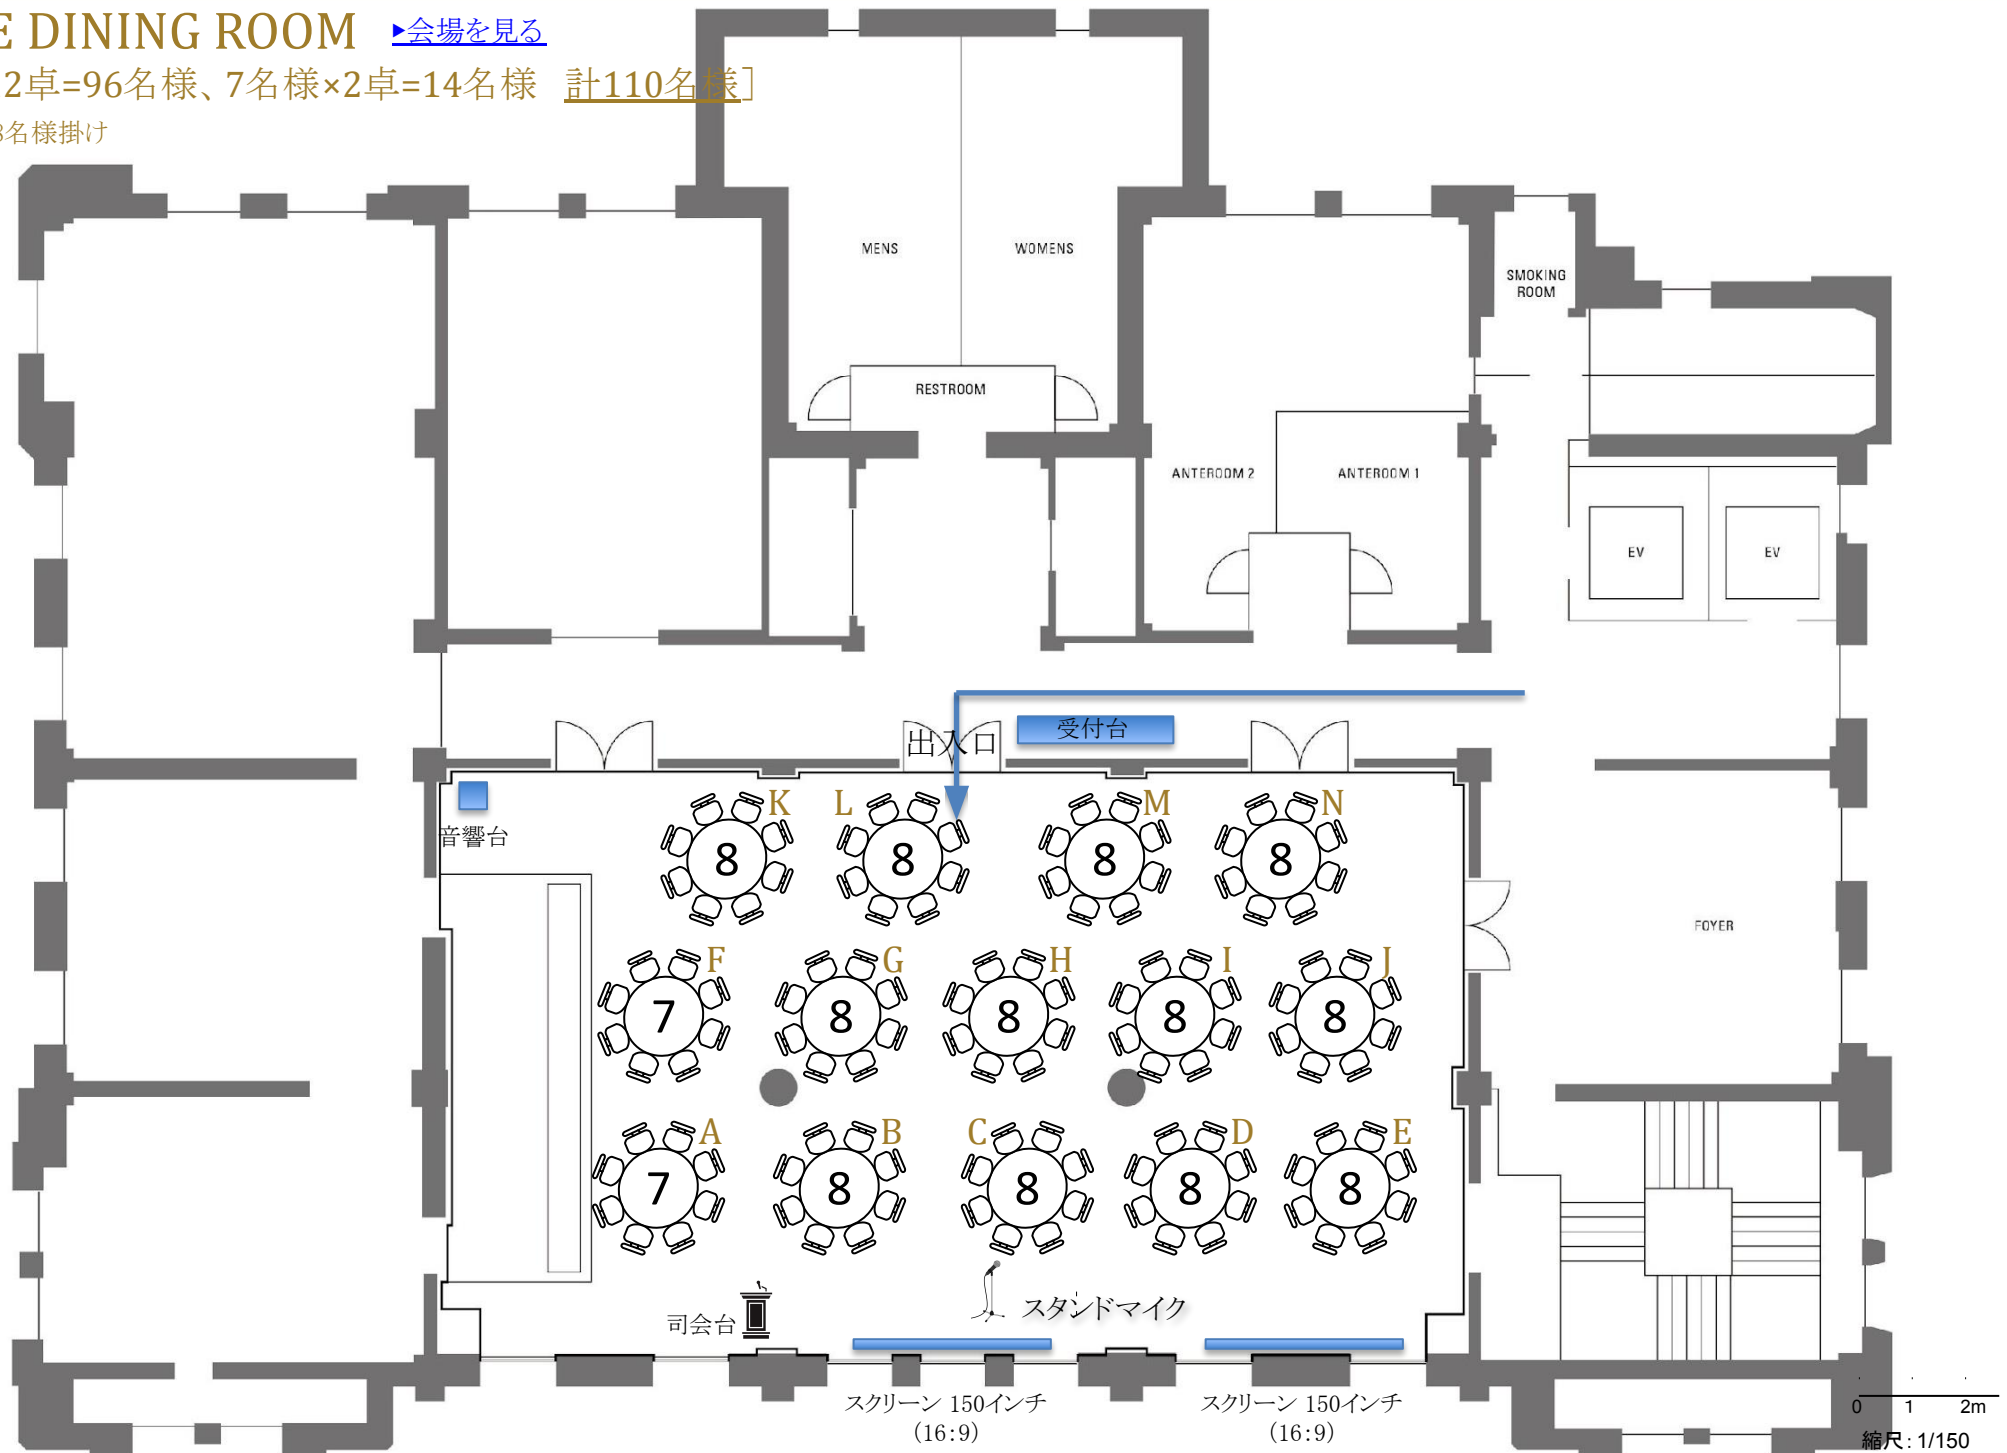 E DINING ROOM ▸会場を見る
2卓=96名様、7名様×2卓=14名様 計110名様］
8名様掛け
MENS
WOMENS
SMOKING
ROOM
RESTROOM
ANTEROOM 2
ANTEROOM 1
EV
EV
受付台
出入口
音響台
K
L
M
N
8
8
8
8
FOYER
F
G
H
I
J
7
8
8
8
8
A
B
C
D
E
7
8
8
8
8
司会台
スタンドマイク
スクリーン 150インチ
(16:9)
スクリーン 150インチ
(16:9)
0 1 2m
縮尺：1/150